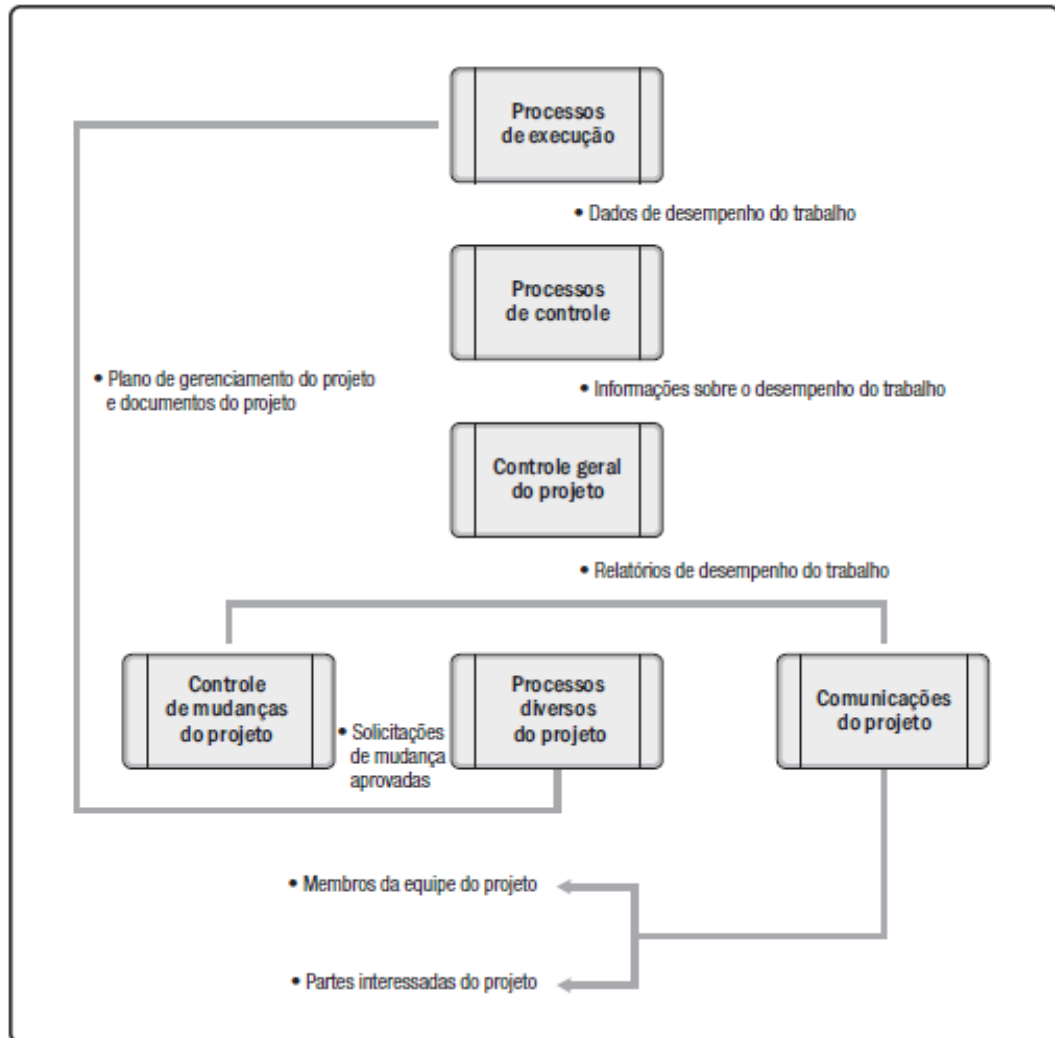 Processos
de execução
• Dados de desempenho do trabalho
Processos
de controle
• Plano de gerenciamento do projeto
e documentos do projeto
• Informações sobre o desempenho do trabalho
Controle geral
do projeto
• Relatórios de desempenho do trabalho
Controle
de mudanças
do projeto
• Solicitações
de mudança
aprovadas
Processos
diversos
do projeto
Comunicações
do projeto
• Membros da equipe do projeto
• Partes interessadas do projeto